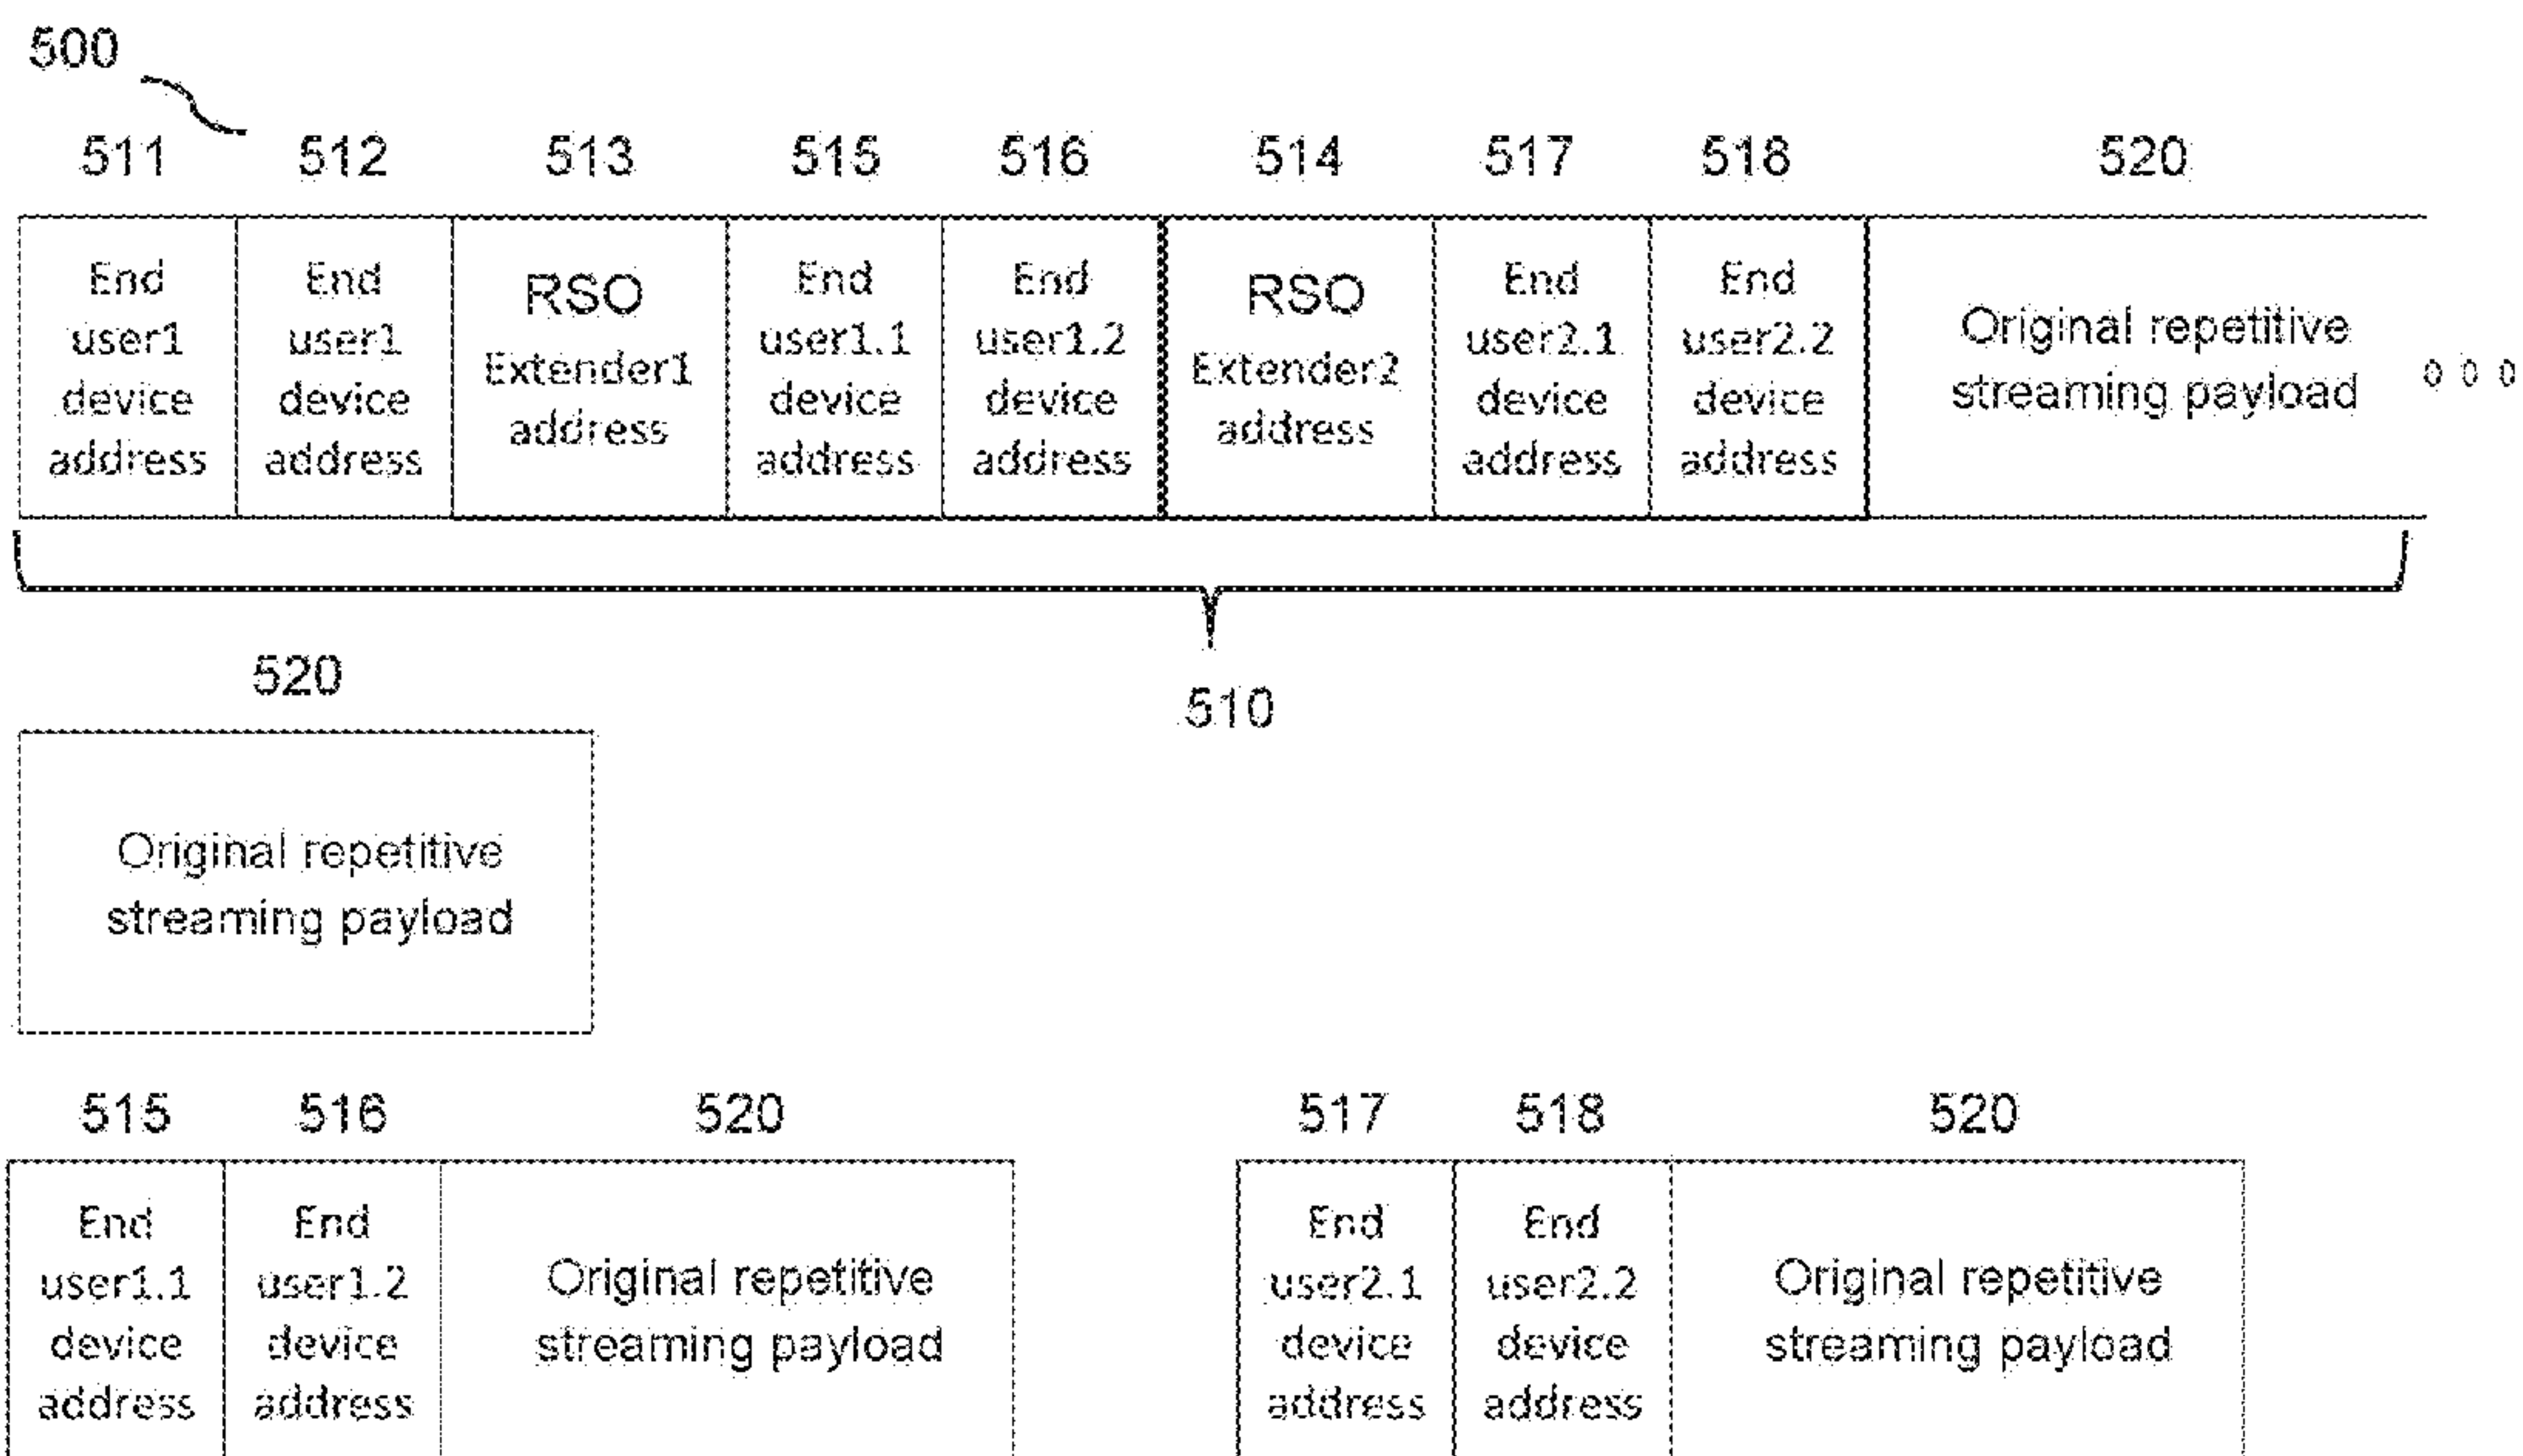 500
511 512 513 515 516 514 517 518 520
End user1 device address
End user1 device address
RSO Extender1 address
End user1.1 device address
End user1.2 device address
RSO Extender2 address
End user2.1 device address
End user2.2 device address
Original repetitive streaming payload
510
520
Original repetitive
streaming payload
515 516 520
End user1.1 device address
End user1.2 device address
Original repetitive streaming payload
517 518 520
End user2.1 device address
End user2.2 device address
Original repetitive streaming payload